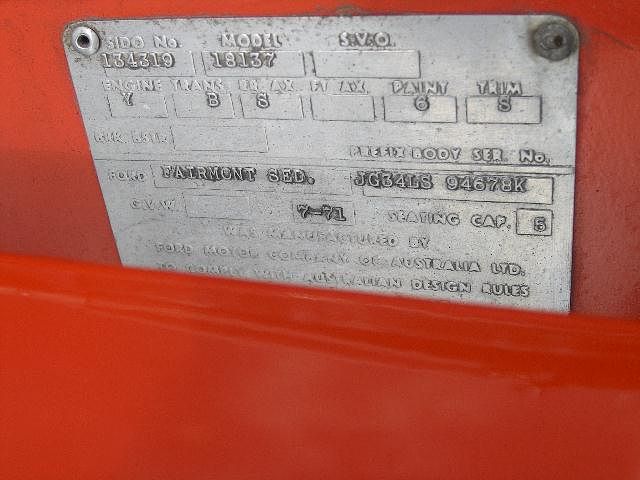 SIDO No. MODEL S.V.O.
134319 18137
ENGINE TRANS. RR AX. FT AX. PAINT TRIM
Y B S 6 S
PREFIX BODY SER. No.
FORD FAIRMONT SED. JG34LS 94678K
G.V.W. 7-71 SEATING CAP. 5
WAS MANUFACTURED BY
FORD MOTOR COMPANY OF AUSTRALIA LTD.
TO COMPLY WITH AUSTRALIAN DESIGN RULES